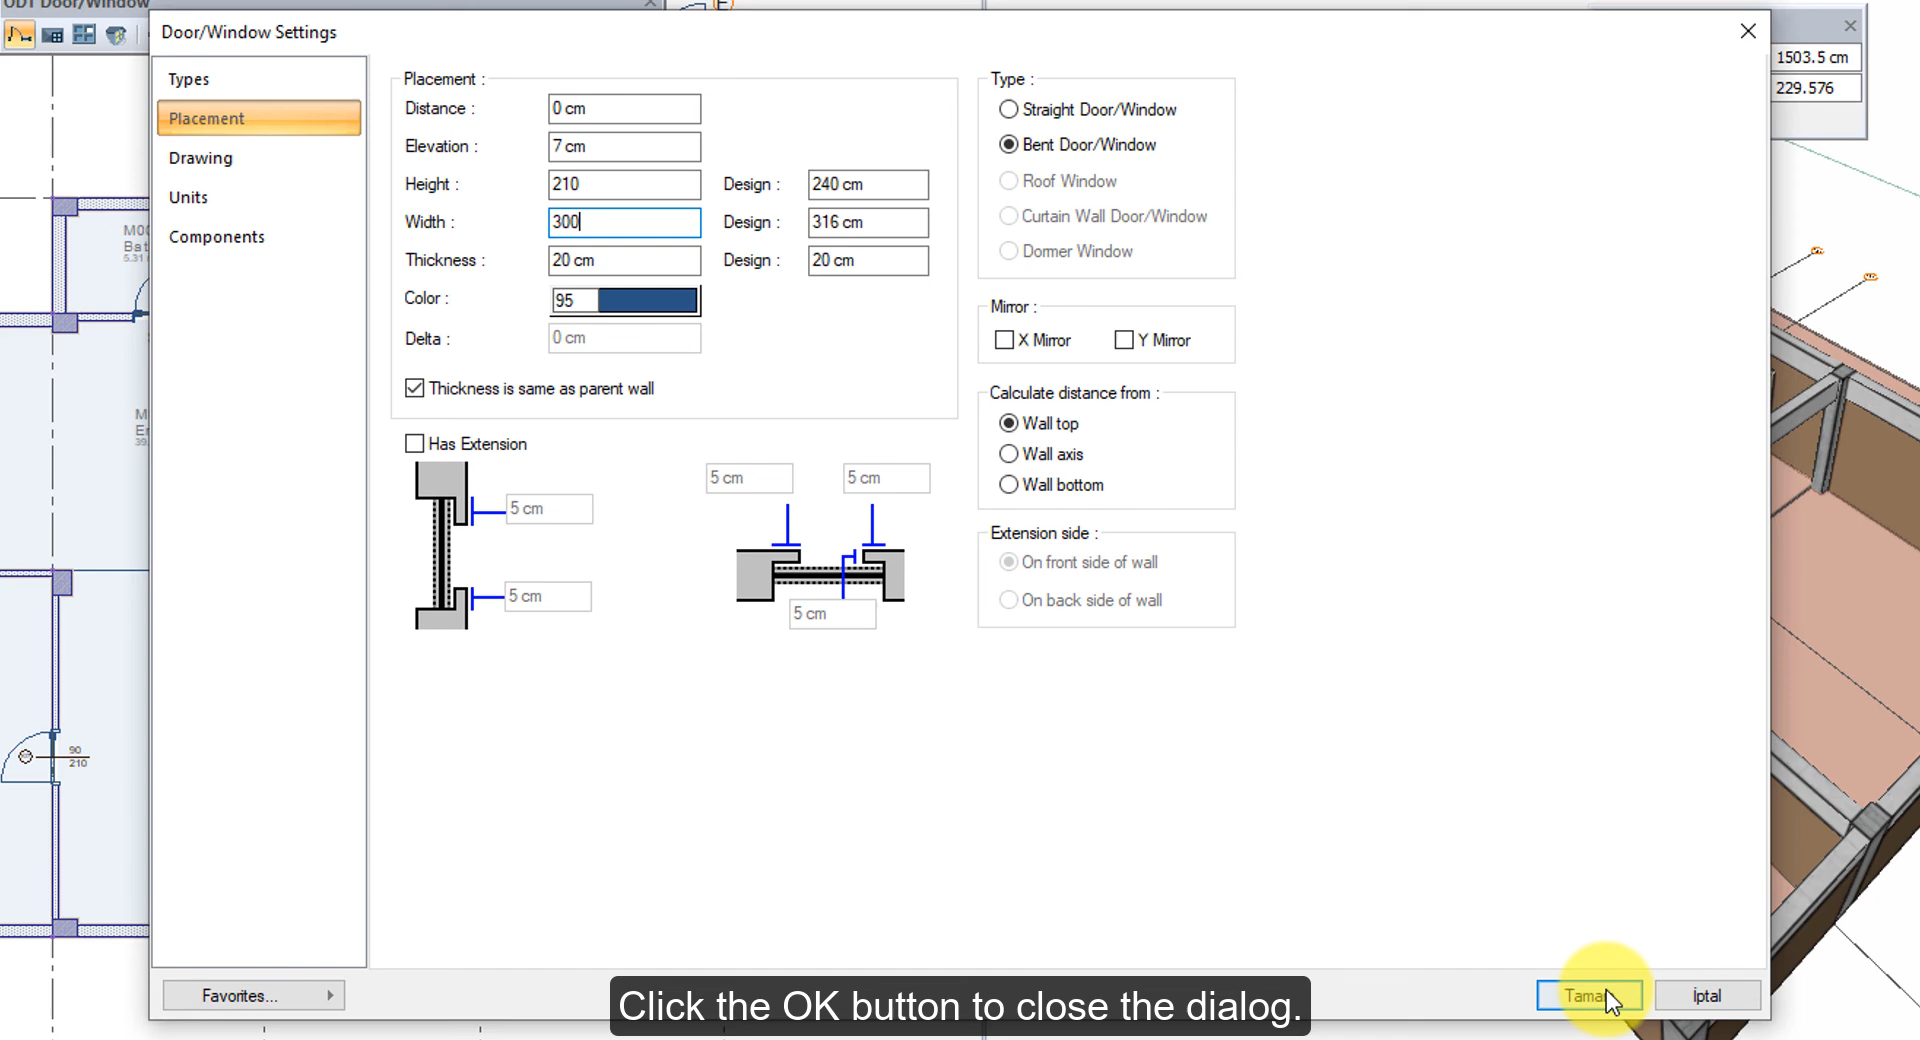 ODT Door/Window
Door/Window Settings
Types
Placement
Drawing
Units
Components
Placement :
Distance : 0 cm
Elevation : 7 cm
Height : 210 Design : 240 cm
Width : 300 Design : 316 cm
Thickness : 20 cm Design : 20 cm
Color : 95
Delta : 0 cm
Thickness is same as parent wall
Has Extension
5 cm 5 cm
5 cm
5 cm
5 cm
Type :
Straight Door/Window
Bent Door/Window
Roof Window
Curtain Wall Door/Window
Dormer Window
Mirror :
X Mirror Y Mirror
Calculate distance from :
Wall top
Wall axis
Wall bottom
Extension side :
On front side of wall
On back side of wall
1503.5 cm
229.576
90
210
Favorites...
Click the OK button to close the dialog.
İptal